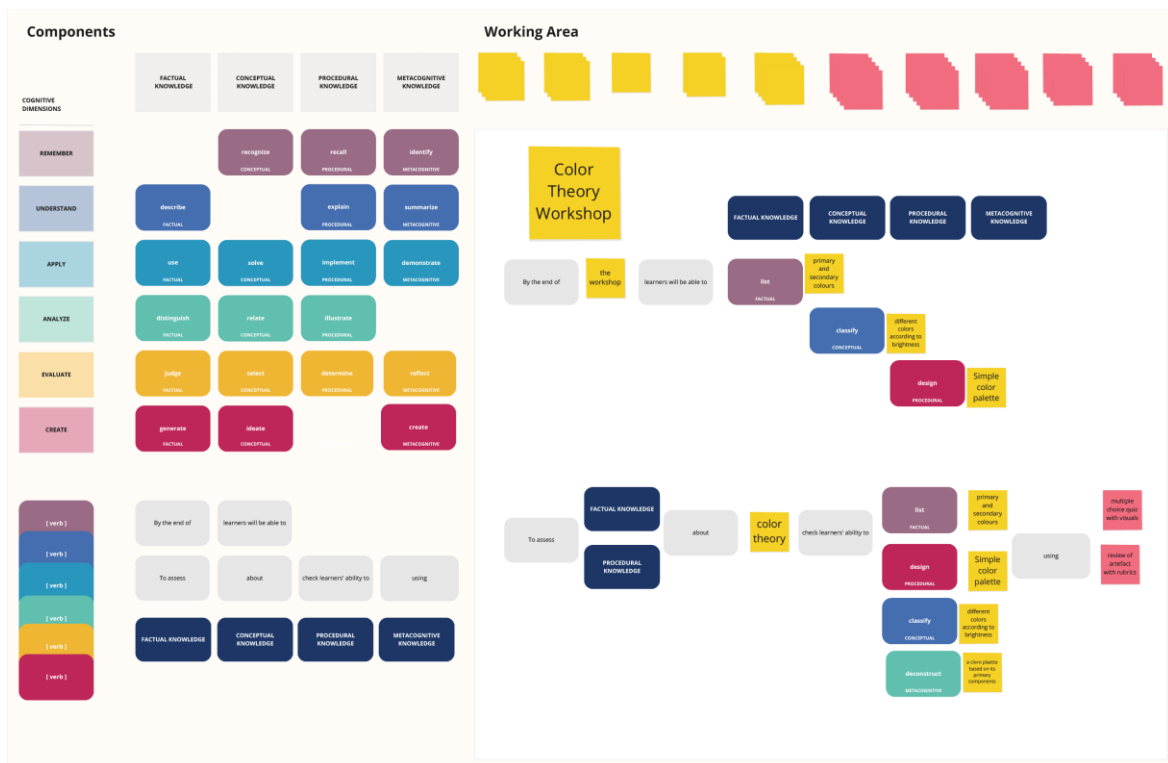 Components
Working Area
COGNITIVE
DIMENSIONS
FACTUAL
KNOWLEDGE
CONCEPTUAL
KNOWLEDGE
PROCEDURAL
KNOWLEDGE
METACOGNITIVE
KNOWLEDGE
REMEMBER
recognize
CONCEPTUAL
recall
PROCEDURAL
identify
METACOGNITIVE
UNDERSTAND
describe
FACTUAL
explain
PROCEDURAL
summarize
METACOGNITIVE
APPLY
use
FACTUAL
solve
CONCEPTUAL
implement
PROCEDURAL
demonstrate
METACOGNITIVE
ANALYZE
distinguish
FACTUAL
relate
CONCEPTUAL
illustrate
PROCEDURAL
EVALUATE
judge
FACTUAL
select
CONCEPTUAL
determine
PROCEDURAL
reflect
METACOGNITIVE
CREATE
generate
FACTUAL
ideate
CONCEPTUAL
create
METACOGNITIVE
[ verb ]
[ verb ]
[ verb ]
[ verb ]
[ verb ]
[ verb ]
By the end of
learners will be able to
To assess
about
check learners' ability to
using
FACTUAL KNOWLEDGE
CONCEPTUAL
KNOWLEDGE
PROCEDURAL
KNOWLEDGE
METACOGNITIVE
KNOWLEDGE
Color
Theory
Workshop
FACTUAL KNOWLEDGE
CONCEPTUAL
KNOWLEDGE
PROCEDURAL
KNOWLEDGE
METACOGNITIVE
KNOWLEDGE
By the end of
the
workshop
learners will be able to
list
FACTUAL
primary
and
secondary
colours
classify
CONCEPTUAL
different
colors
according to
brightness
design
PROCEDURAL
Simple
color
palette
To assess
FACTUAL KNOWLEDGE
PROCEDURAL
KNOWLEDGE
about
color
theory
check learners' ability to
list
FACTUAL
primary
and
secondary
colours
design
PROCEDURAL
Simple
color
palette
classify
CONCEPTUAL
different
colors
according to
brightness
deconstruct
METACOGNITIVE
based on its
primary
components
using
multiple
choice quiz
with visuals
review of
artefact
with rubrics